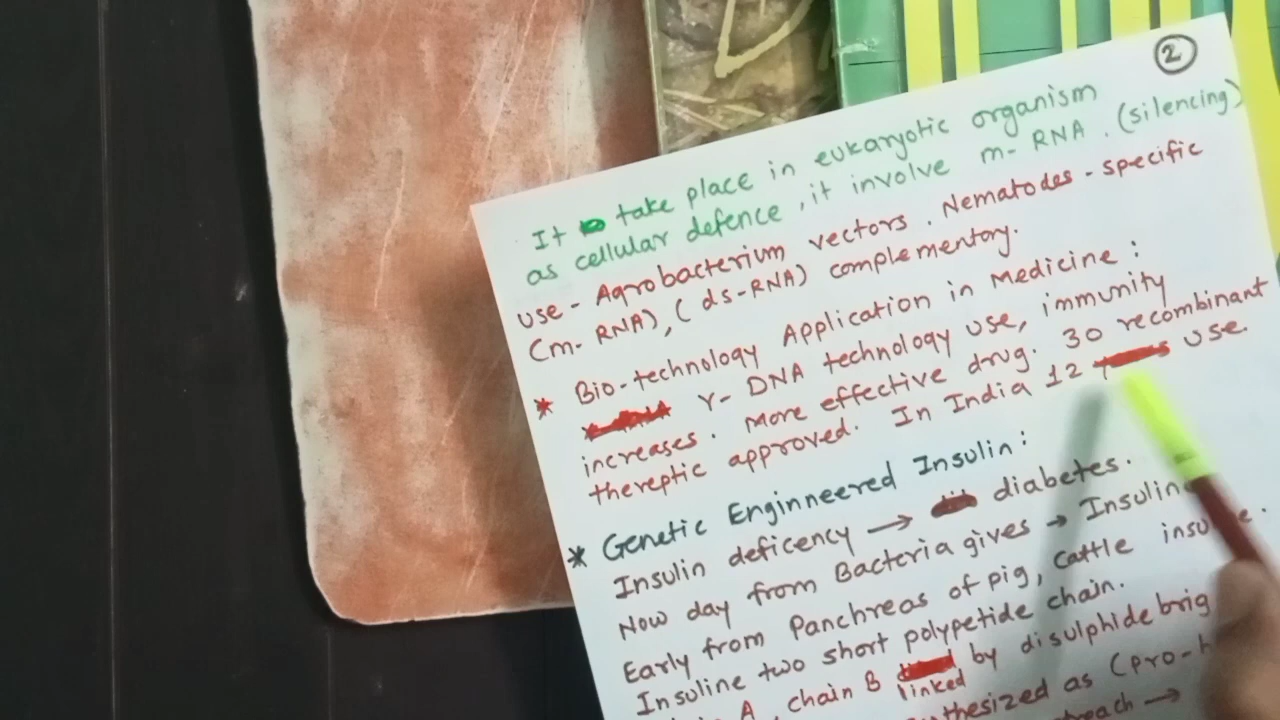 2
It take place in eukaryotic organism
as cellular defence, it involve m-RNA. (silencing)
use - Agrobacterium vectors. Nematodes - specific
(m-RNA), (ds-RNA) complementory.
* Bio-technology Application in Medicine:
r-DNA technology use, immunity
increases. More effective drug. 30 recombinant
thereptic approved. In India 12 use.
* Genetic Enginneered Insulin:
Insulin deficency → diabetes.
Now day from Bacteria gives → Insulin
Early from Panchreas of pig, cattle
Insuline two short polypetide chain.
A, chain B linked by disulphide brig
thesized as (pro-h